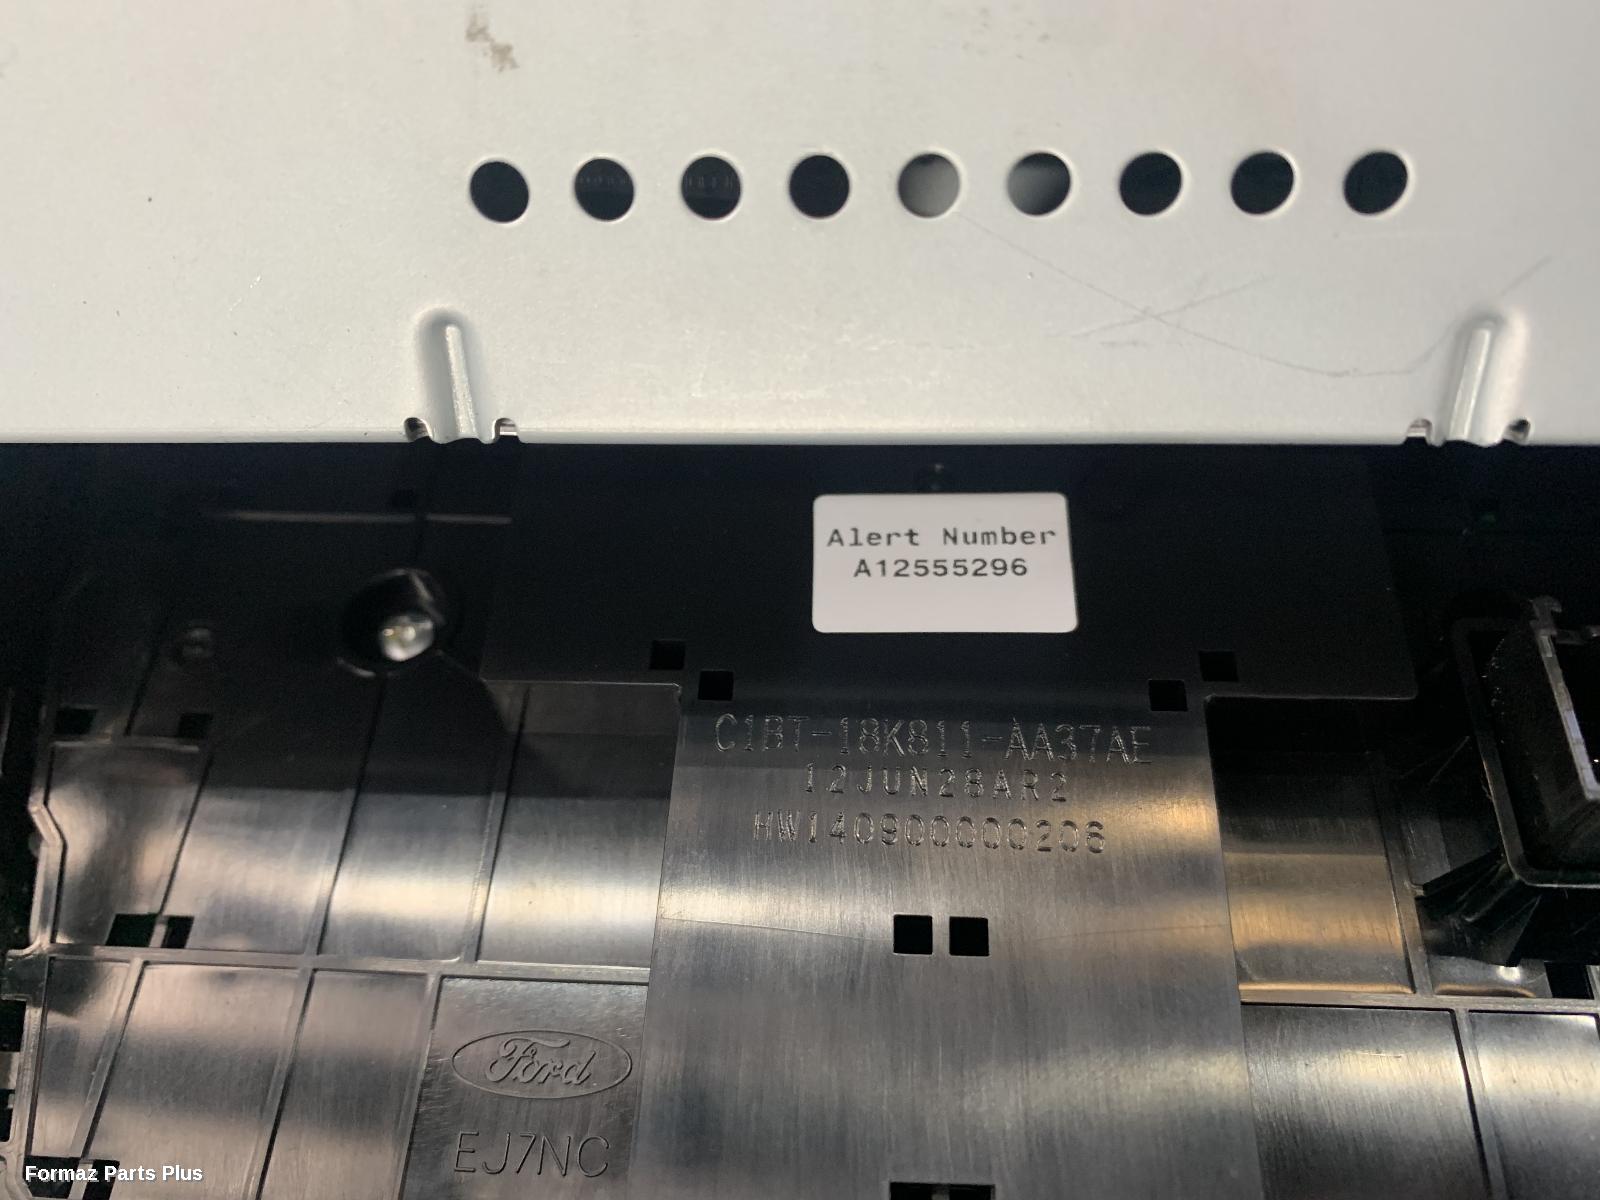 Alert Number
A12555296
C1BT-18K811-AA37AE
12JUN28AR2
HW140900000206
Ford
EJ7NC
Formaz Parts Plus